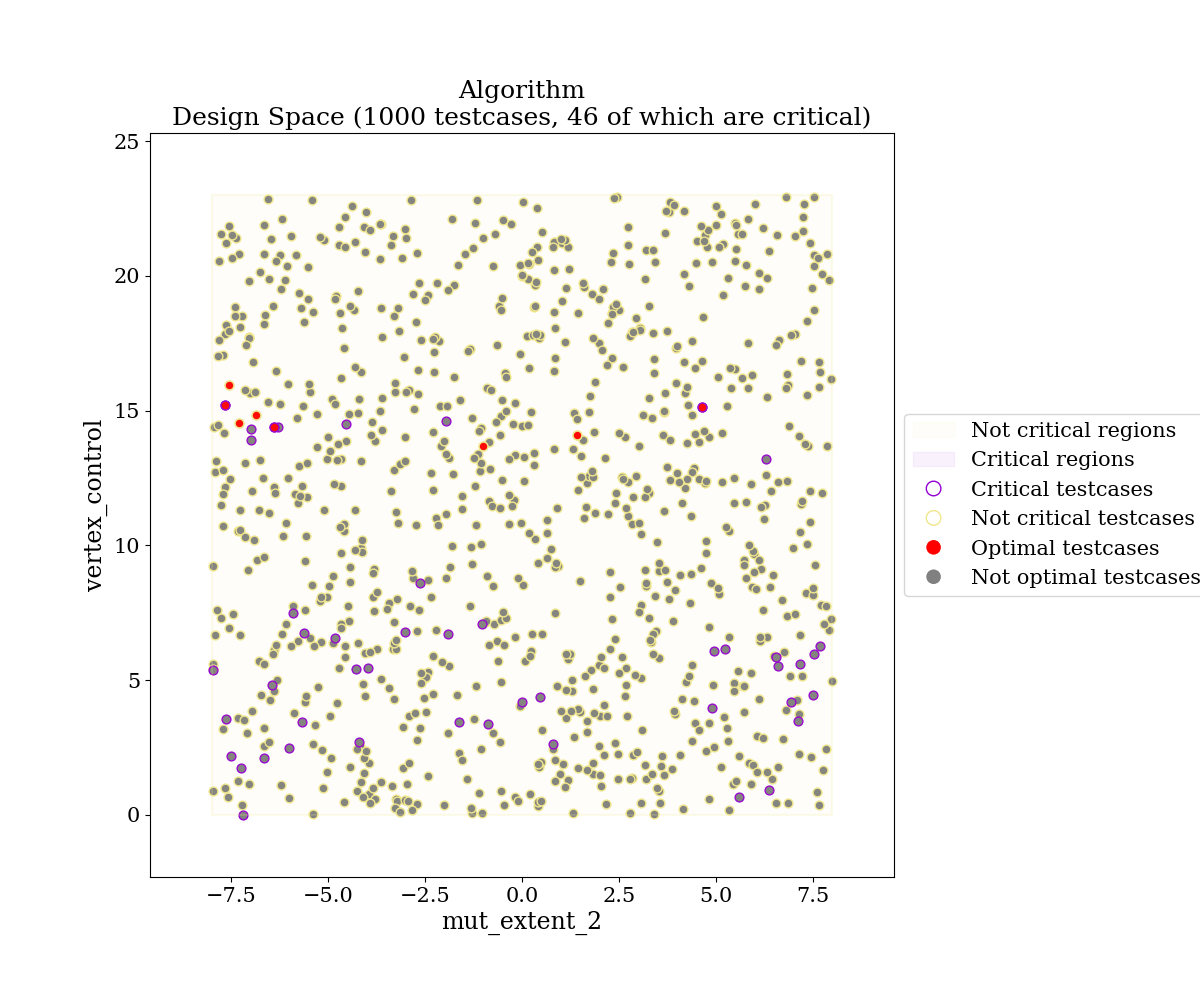 Algorithm
Design Space (1000 testcases, 46 of which are critical)
25
20
15
10
5
0
vertex_control
−7.5
−5.0
−2.5
0.0
2.5
5.0
7.5
mut_extent_2
Not critical regions
Critical regions
Critical testcases
Not critical testcases
Optimal testcases
Not optimal testcases